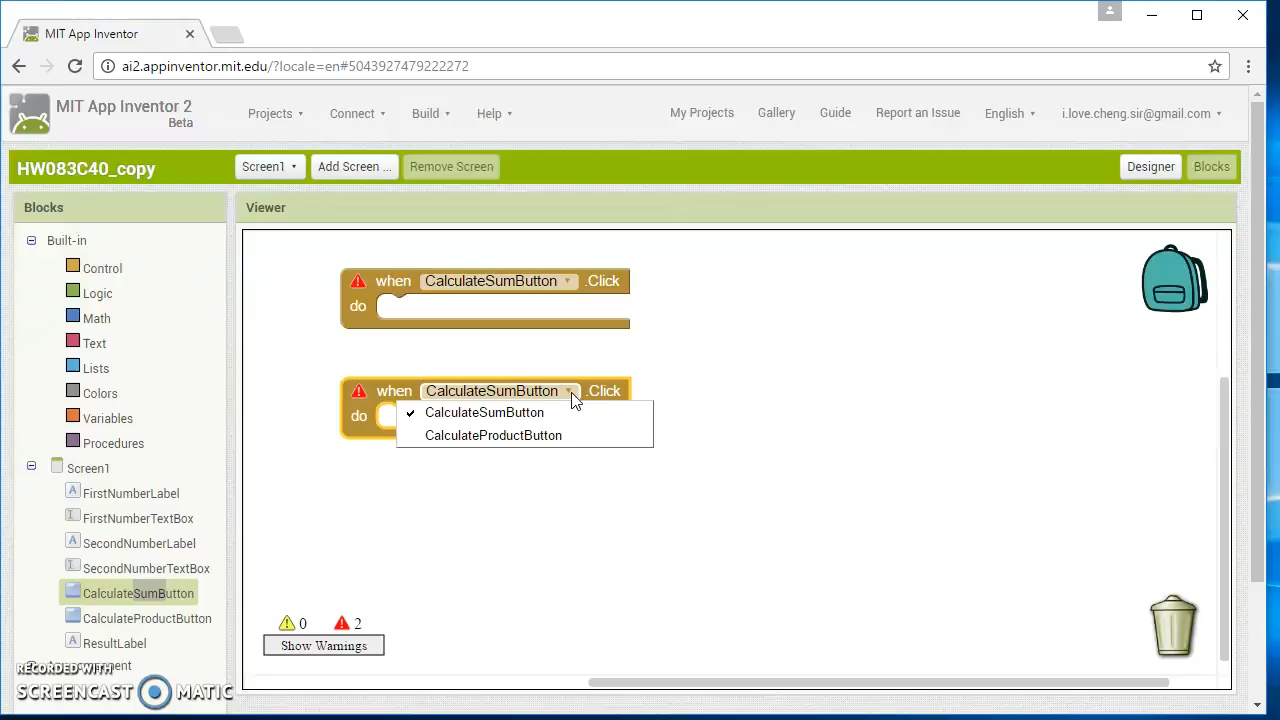 MIT App Inventor
ai2.appinventor.mit.edu/?locale=en#5043927479222272
MIT App Inventor 2
Beta
Projects
Connect
Build
Help
My Projects
Gallery
Guide
Report an Issue
English
i.love.cheng.sir@gmail.com
HW083C40_copy
Screen1
Add Screen ...
Remove Screen
Designer
Blocks
Blocks
Viewer
Built-in
Control
Logic
Math
Text
Lists
Colors
Variables
Procedures
Screen1
FirstNumberLabel
FirstNumberTextBox
SecondNumberLabel
SecondNumberTextBox
CalculateSumButton
CalculateProductButton
ResultLabel
when CalculateSumButton .Click
do
when CalculateSumButton .Click
do
CalculateSumButton
CalculateProductButton
0 2
Show Warnings
RECORDED WITH
SCREENCAST MATIC